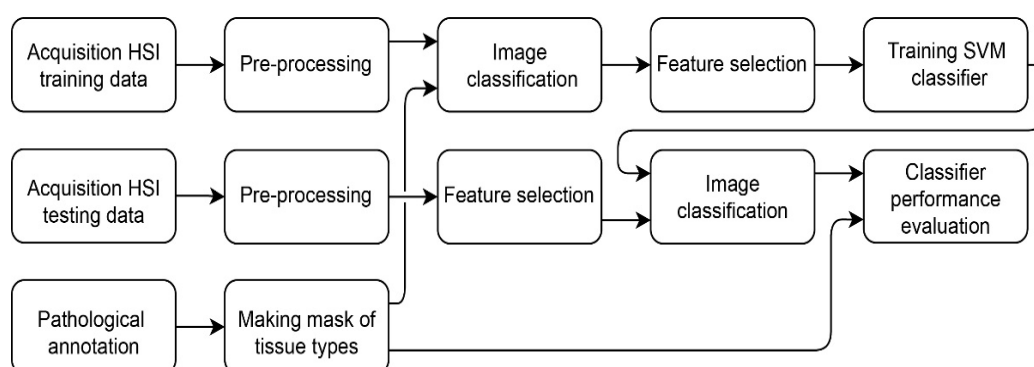 Acquisition HSI
training data
Pre-processing
Image
classification
Feature selection
Training SVM
classifier
Acquisition HSI
testing data
Pre-processing
Feature selection
Image
classification
Classifier
performance
evaluation
Pathological
annotation
Making mask of
tissue types